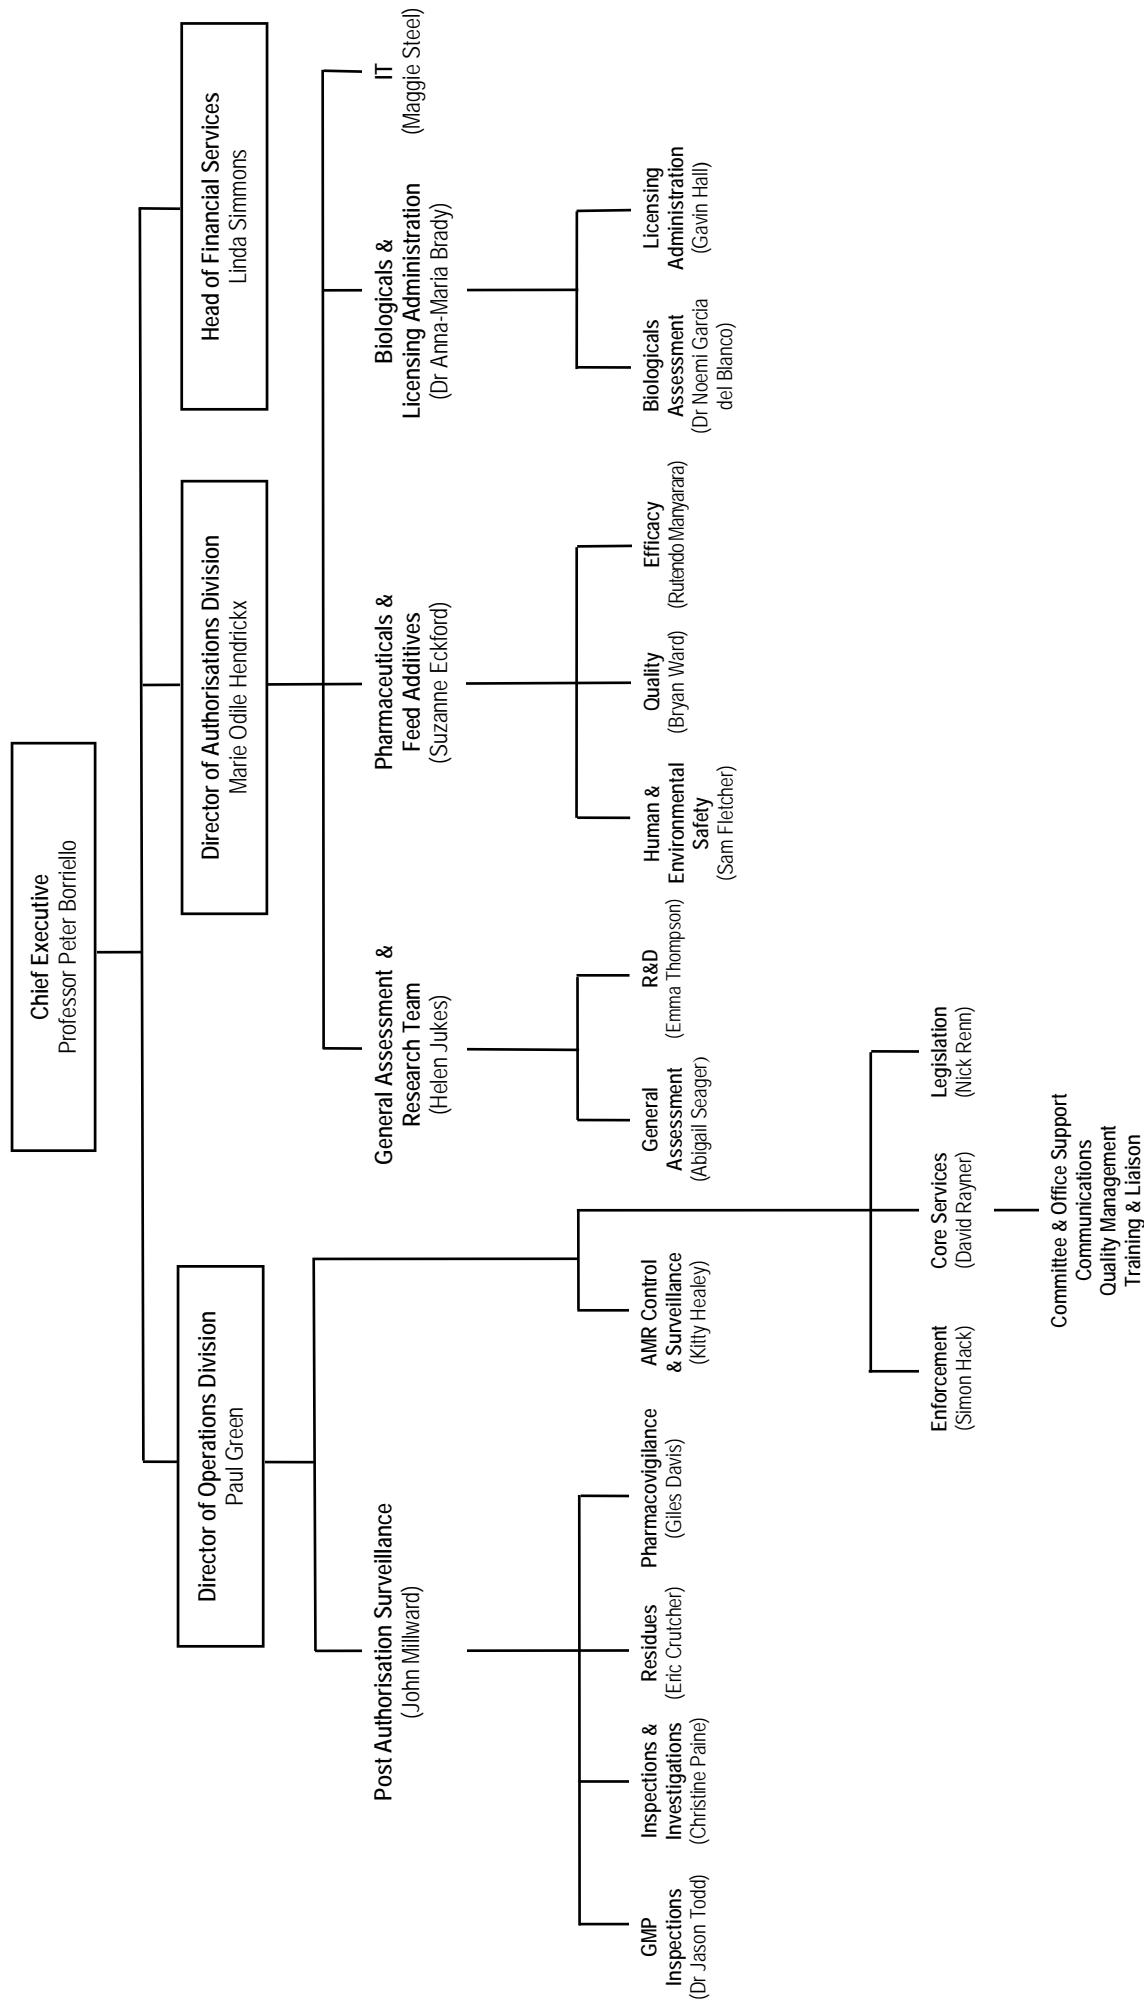 Chief Executive
Professor Peter Borriello
Director of Operations Division
Paul Green
Director of Authorisations Division
Marie Odile Hendrickx
Head of Financial Services
Linda Simmons
Post Authorisation Surveillance
(John Millward)
General Assessment &
Research Team
(Helen Jukes)
Pharmaceuticals &
Feed Additives
(Suzanne Eckford)
Biologicals &
Licensing Administration
(Dr Anna-Maria Brady)
IT
(Maggie Steel)
GMP
Inspections
(Dr Jason Todd)
Inspections &
Investigations
(Christine Paine)
Residues
(Eric Crutcher)
Pharmacovigilance
(Giles Davis)
AMR Control
& Surveillance
(Kitty Healey)
General
Assessment
(Abigail Seager)
R&D
(Emma Thompson)
Human &
Environmental
Safety
(Sam Fletcher)
Quality
(Bryan Ward)
Efficacy
(Rutendo Manyarara)
Biologicals
Assessment
(Dr Noemi Garcia
del Blanco)
Licensing
Administration
(Gavin Hall)
Enforcement
(Simon Hack)
Core Services
(David Rayner)
Legislation
(Nick Renn)
Committee & Office Support
Communications
Quality Management
Training & Liaison